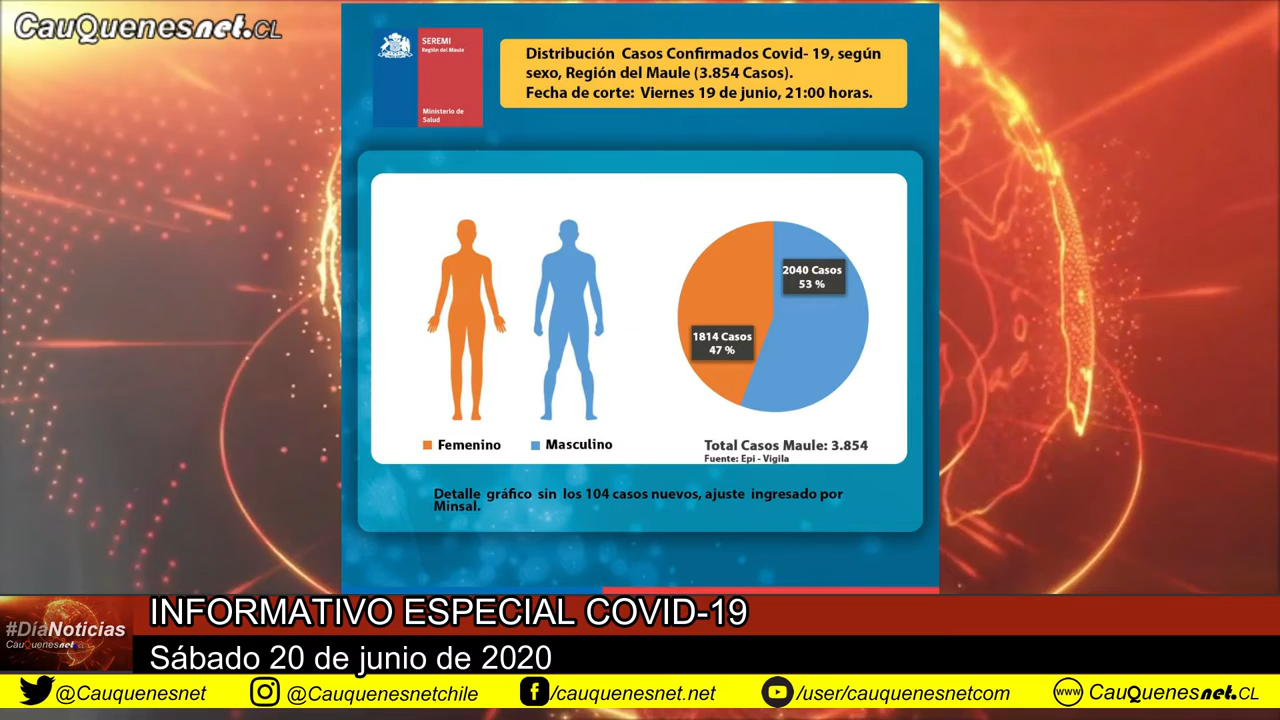 CauQuenesnet.CL
SEREMI
Región del Maule
Ministerio de
Salud
Distribución Casos Confirmados Covid- 19, según
sexo, Región del Maule (3.854 Casos).
Fecha de corte: Viernes 19 de junio, 21:00 horas.
2040 Casos
53 %
1814 Casos
47 %
Femenino
Masculino
Total Casos Maule: 3.854
Fuente: Epi - Vigila
Detalle gráfico sin los 104 casos nuevos, ajuste ingresado por
Minsal.
INFORMATIVO ESPECIAL COVID-19
#DíaNoticias
CauQuenesnet.CL
Sábado 20 de junio de 2020
@Cauquenesnet
@Cauquenesnetchile
/cauquenesnet.net
/user/cauquenesnetcom
www
CauQuenesnet.CL